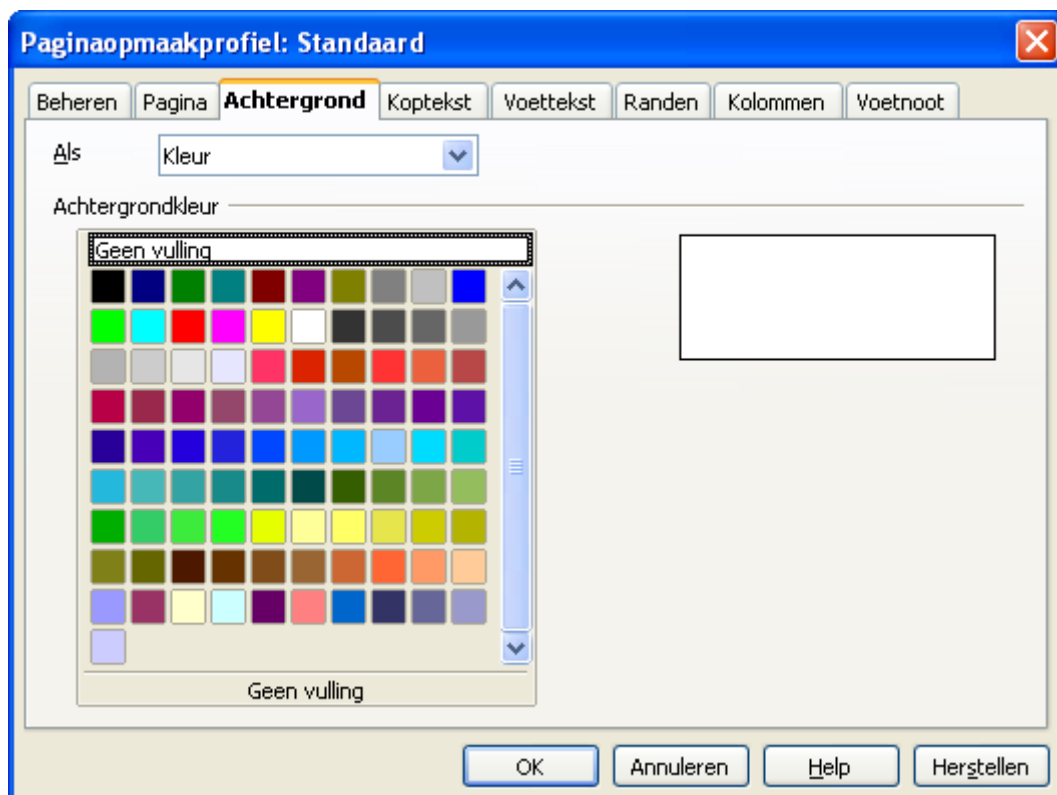 Paginaopmaakprofiel: Standaard
Beheren Pagina Achtergrond Koptekst Voettekst Randen Kolommen Voetnoot
Als Kleur
Achtergrondkleur
Geen vulling
Geen vulling
OK Annuleren Help Herstellen